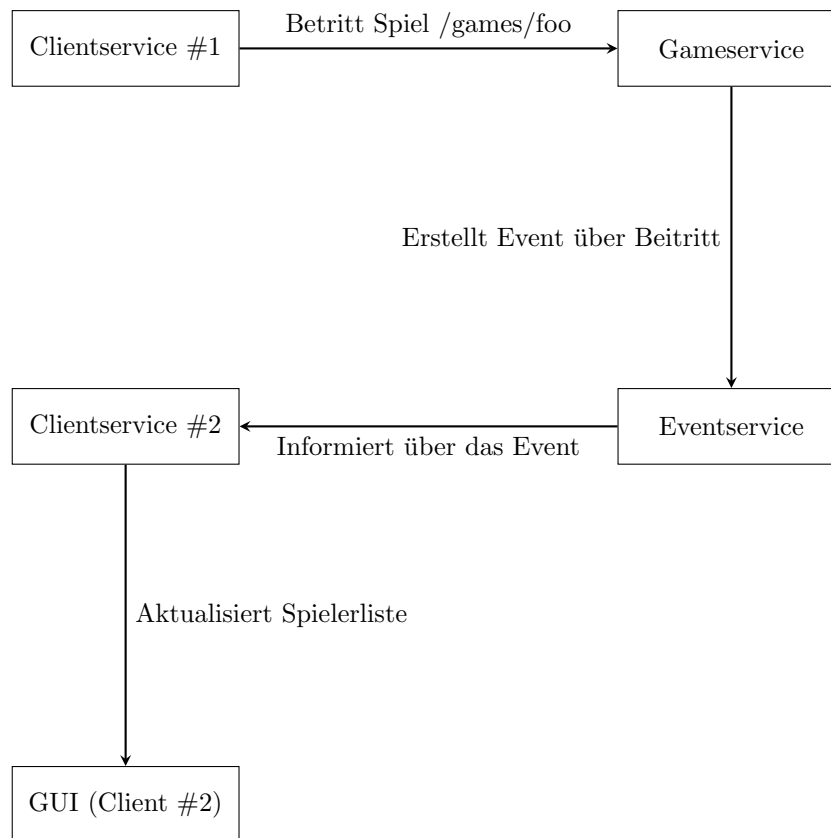 Clientservice #1
Betritt Spiel /games/foo
Gameservice
Erstellt Event über Beitritt
Clientservice #2
Informiert über das Event
Eventservice
Aktualisiert Spielerliste
GUI (Client #2)